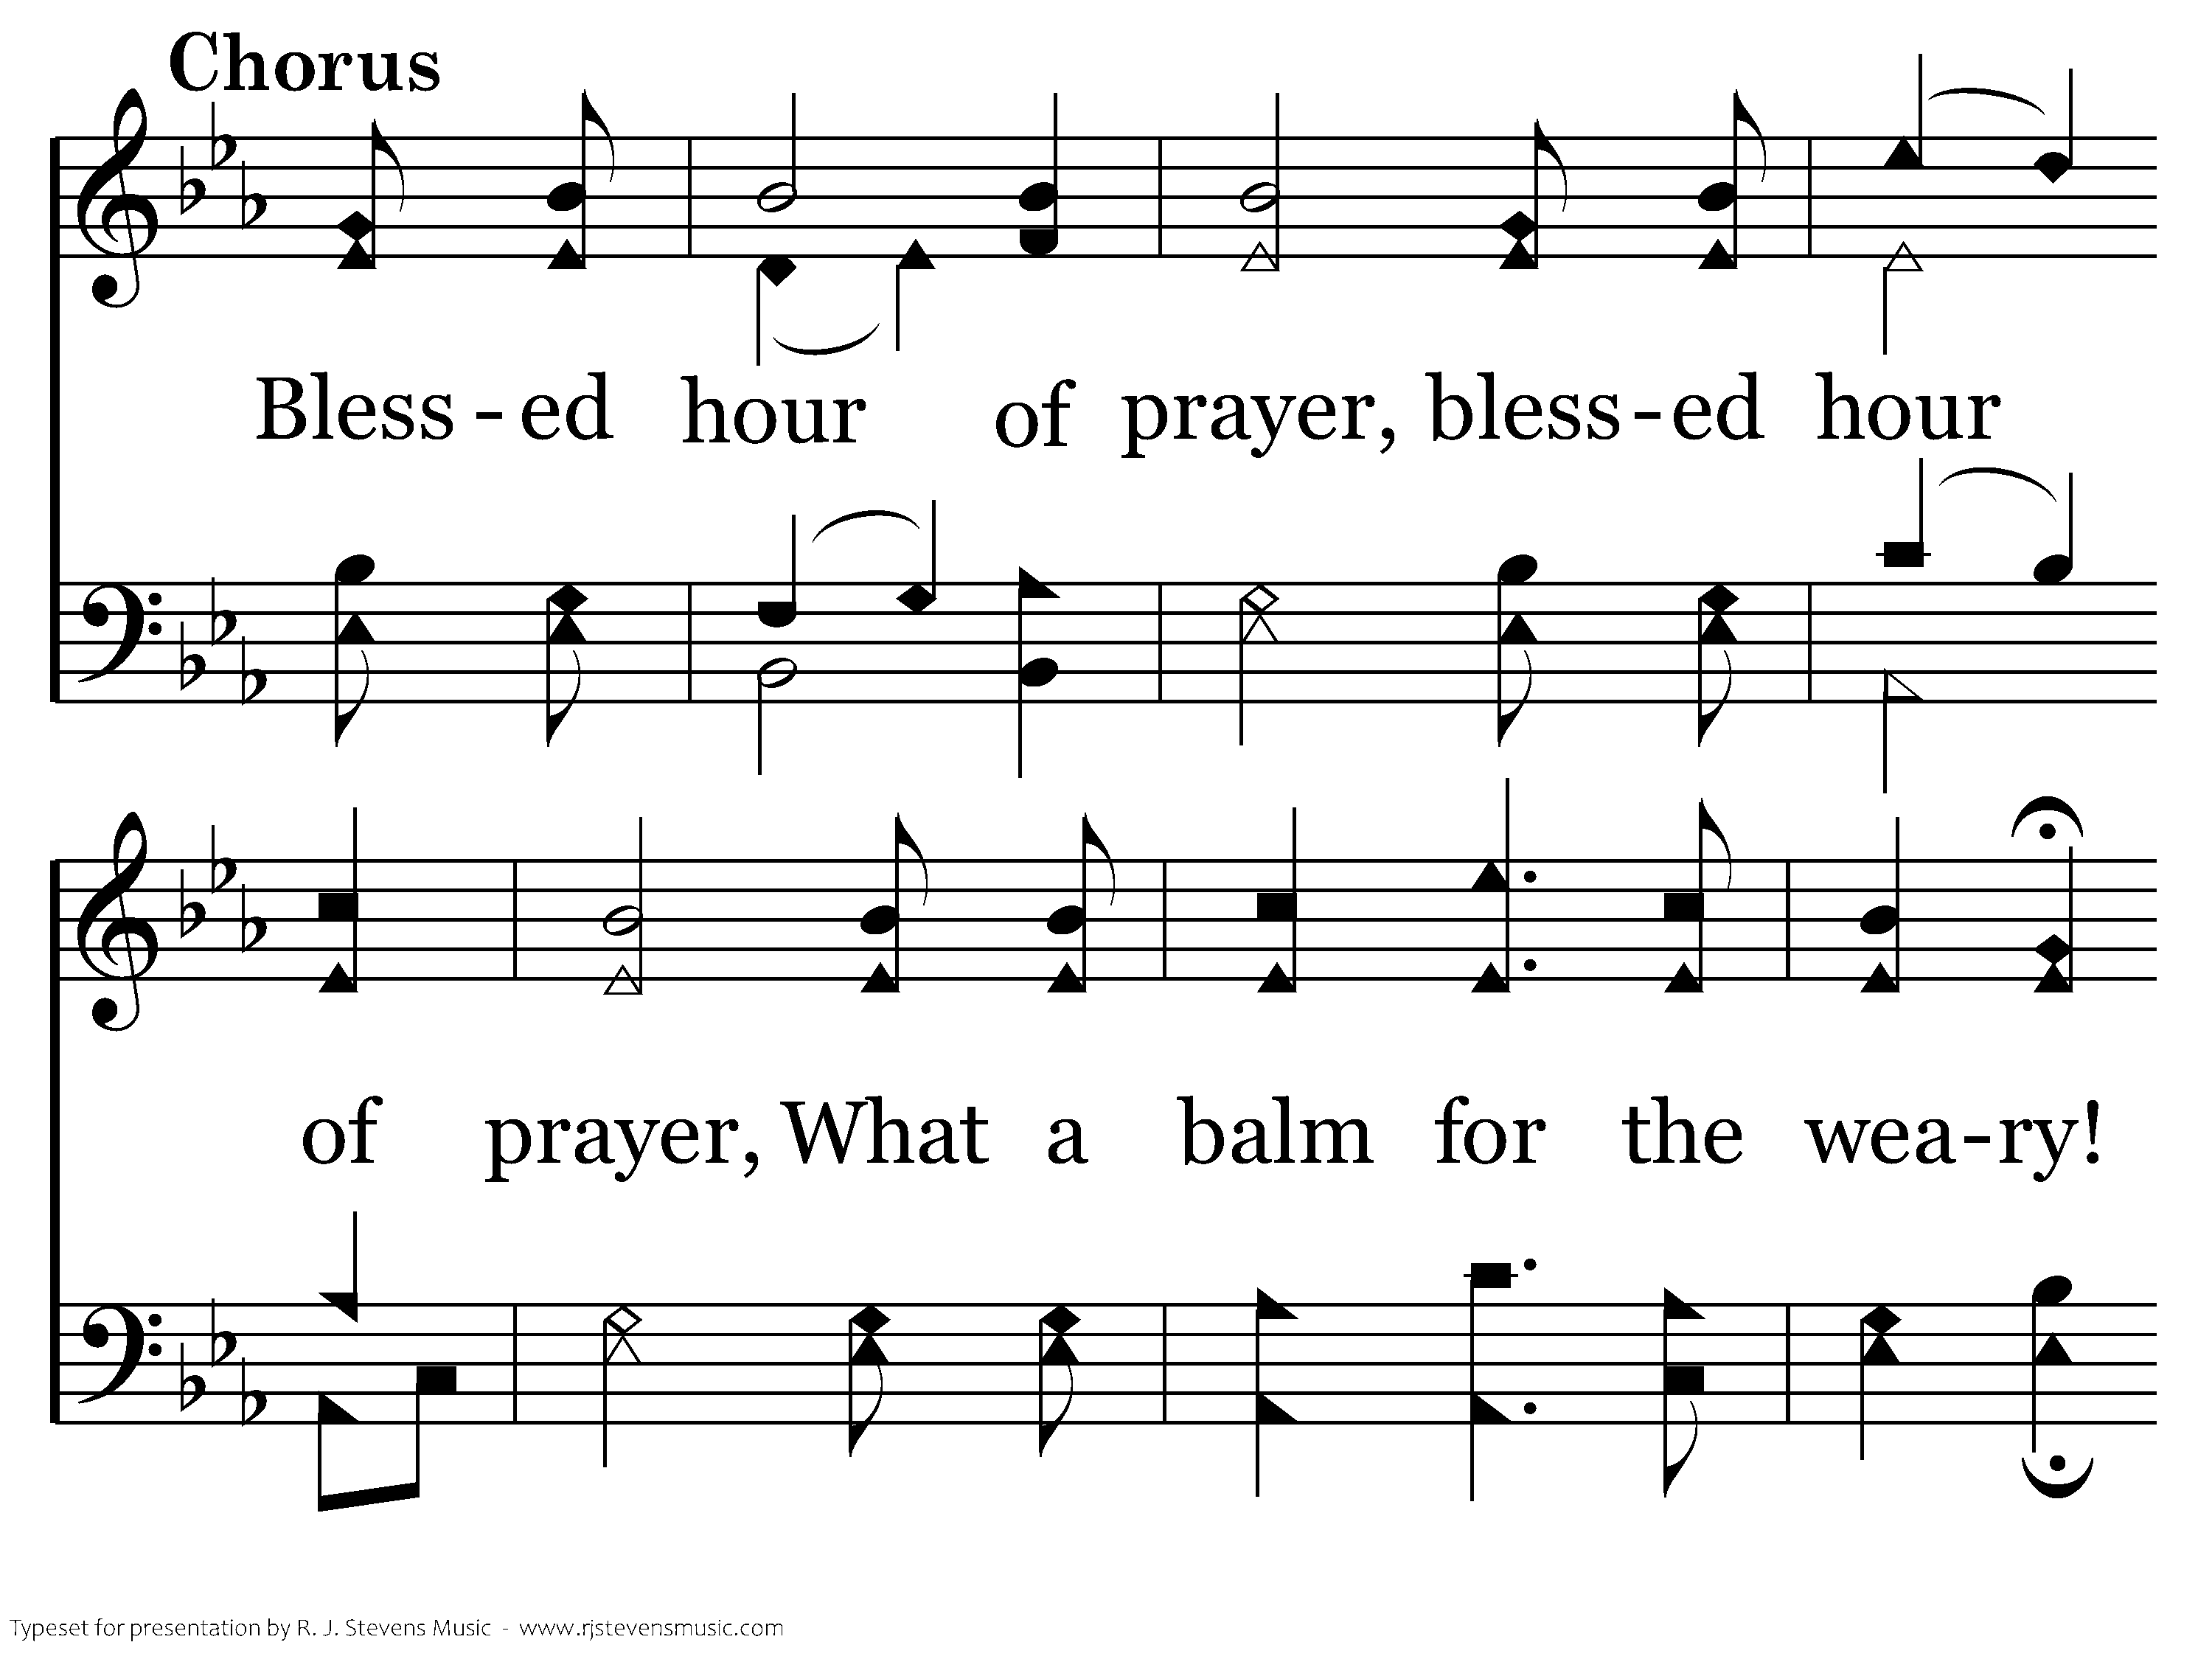 Chorus
Bless - ed hour of prayer, bless - ed hour
of prayer, What a balm for the wea - ry!
Typeset for presentation by R. J. Stevens Music - www.rjstevensmusic.com